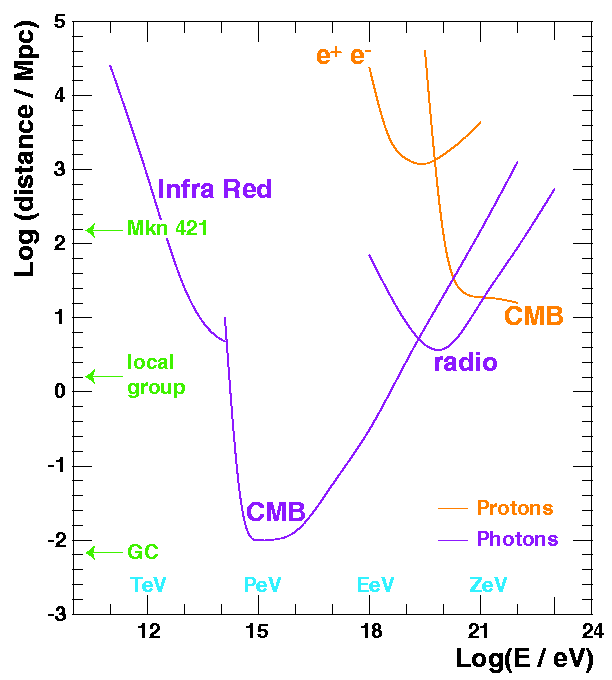 Log (distance / Mpc)
5
4
3
2
1
0
-1
-2
-3
e+ e-
Infra Red
Mkn 421
CMB
radio
local
group
CMB
Protons
Photons
GC
TeV
PeV
EeV
ZeV
12
15
18
21
24
Log(E / eV)